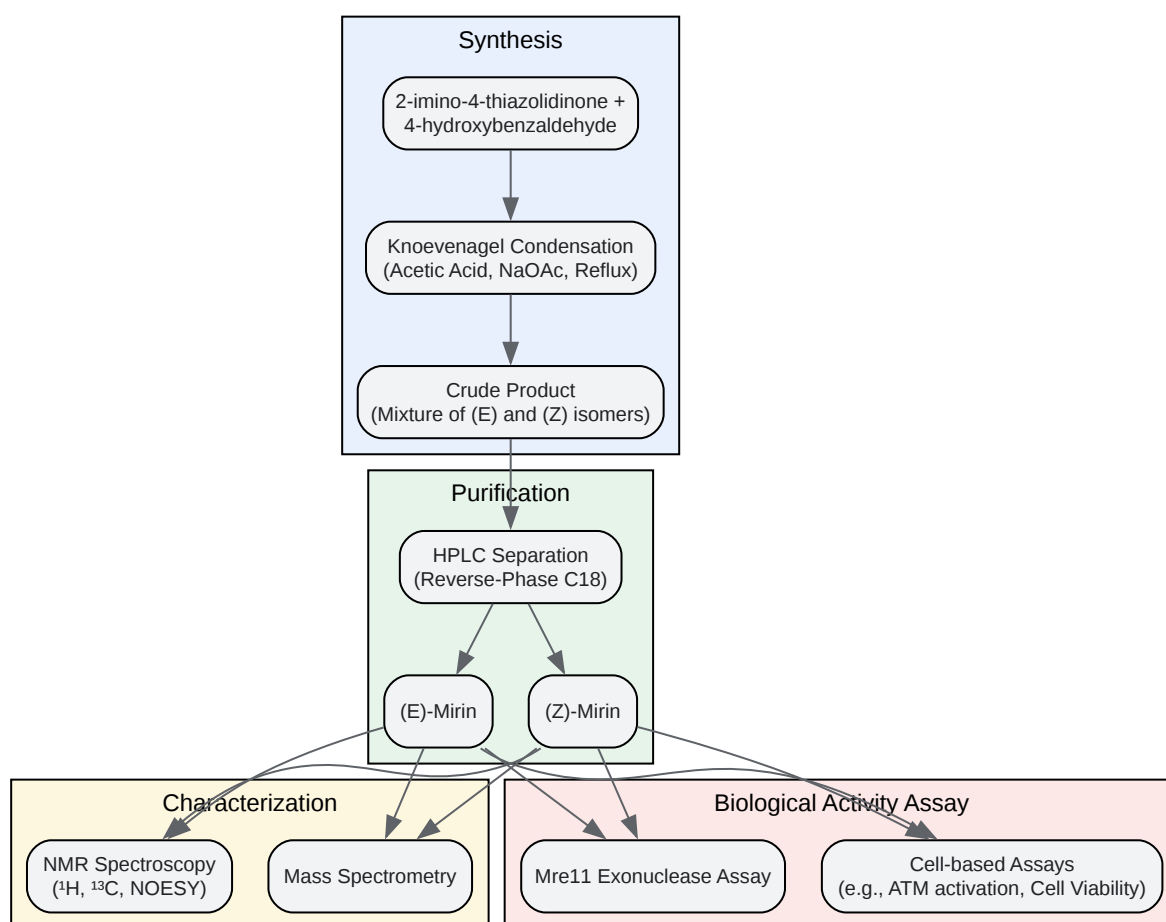 Synthesis
2-imino-4-thiazolidinone +
4-hydroxybenzaldehyde
Knoevenagel Condensation
(Acetic Acid, NaOAc, Reflux)
Crude Product
(Mixture of (E) and (Z) isomers)
Purification
HPLC Separation
(Reverse-Phase C18)
(E)-Mirin
(Z)-Mirin
Characterization
Biological Activity Assay
NMR Spectroscopy
(¹H, ¹³C, NOESY)
Mass Spectrometry
Mre11 Exonuclease Assay
Cell-based Assays
(e.g., ATM activation, Cell Viability)